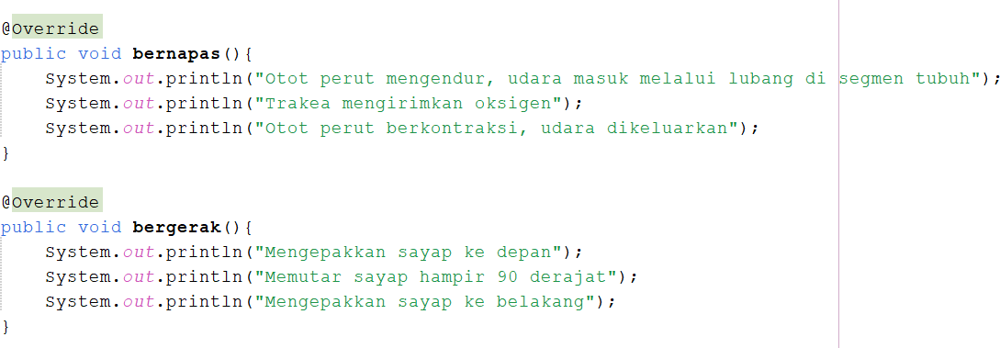 @Override
public void bernapas(){
    System.out.println("Otot perut mengendur, udara masuk melalui lubang di segmen tubuh");
    System.out.println("Trakea mengirimkan oksigen");
    System.out.println("Otot perut berkontraksi, udara dikeluarkan");
}
@Override
public void bergerak(){
    System.out.println("Mengepakkan sayap ke depan");
    System.out.println("Memutar sayap hampir 90 derajat");
    System.out.println("Mengepakkan sayap ke belakang");
}